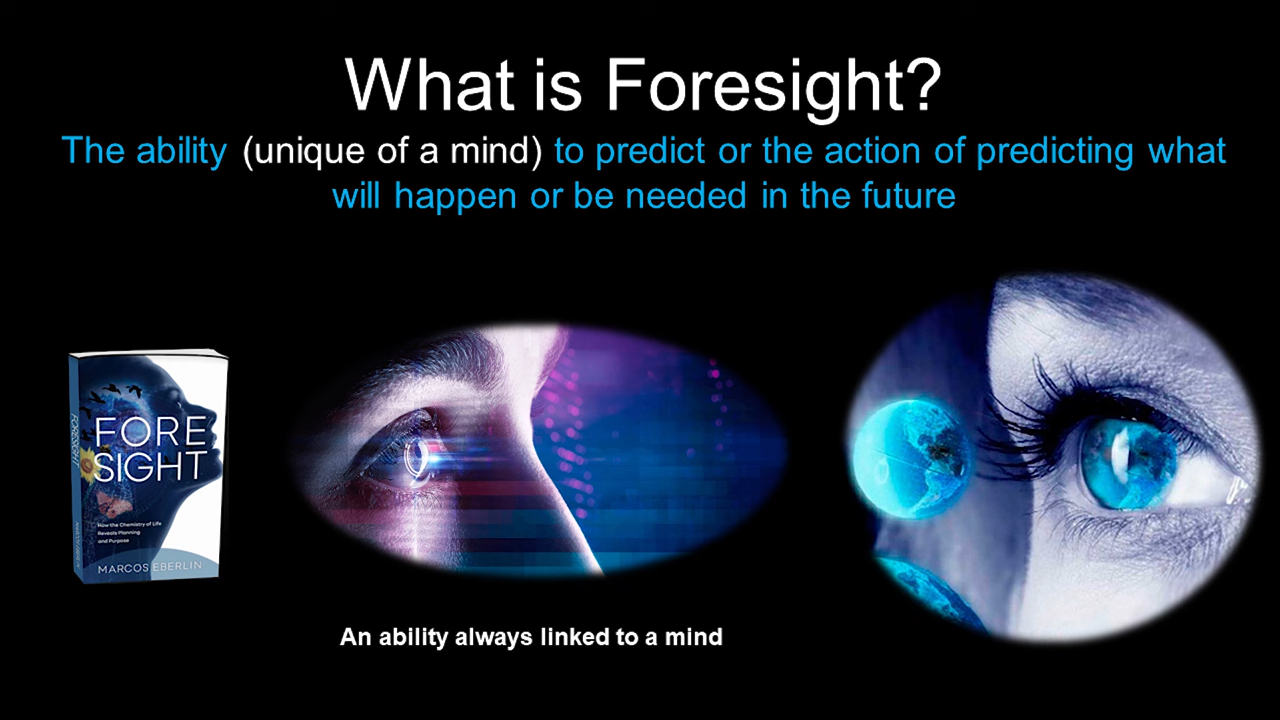 What is Foresight?
The ability (unique of a mind) to predict or the action of predicting what
will happen or be needed in the future
FORE
SIGHT
How the Chemistry of Life
Reveals Planning
and Purpose
MARCOS EBERLIN
FORESIGHT
An ability always linked to a mind